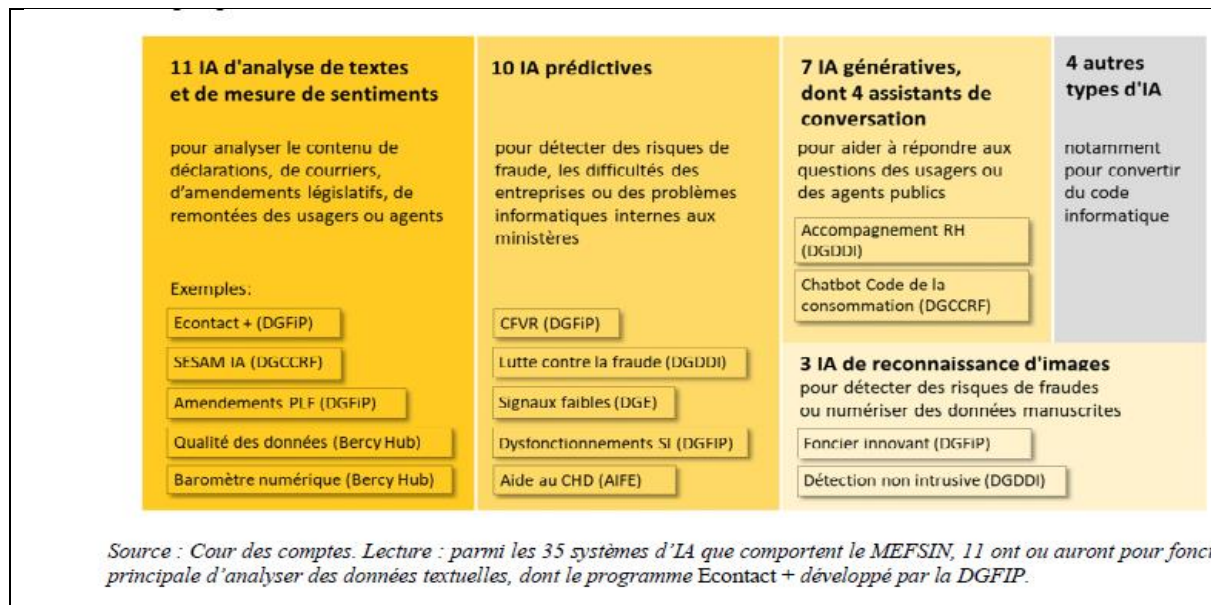 11 IA d'analyse de textes
et de mesure de sentiments
pour analyser le contenu de
déclarations, de courriers,
d'amendements législatifs, de
remontées des usagers ou agents
Exemples:
Econtact + (DGFiP)
SESAM IA (DGCCRF)
Amendements PLF (DGFiP)
Qualité des données (Bercy Hub)
Baromètre numérique (Bercy Hub)
10 IA prédictives
pour détecter des risques de
fraude, les difficultés des
entreprises ou des problèmes
informatiques internes aux
ministères
CFVR (DGFiP)
Lutte contre la fraude (DGDDI)
Signaux faibles (DGE)
Dysfonctionnements SI (DGFIP)
Aide au CHD (AIFE)
7 IA génératives,
dont 4 assistants de
conversation
pour aider à répondre aux
questions des usagers ou
des agents publics
Accompagnement RH
(DGDDI)
Chatbot Code de la
consommation (DGCCRF)
4 autres
types d'IA
notamment
pour convertir
du code
informatique
3 IA de reconnaissance d'images
pour détecter des risques de fraudes
ou numériser des données manuscrites
Foncier innovant (DGFiP)
Détection non intrusive (DGDDI)
Source : Cour des comptes. Lecture : parmi les 35 systèmes d'IA que comportent le MEFSIN, 11 ont ou auront pour foncti
principale d'analyser des données textuelles, dont le programme Econtact + développé par la DGFIP.